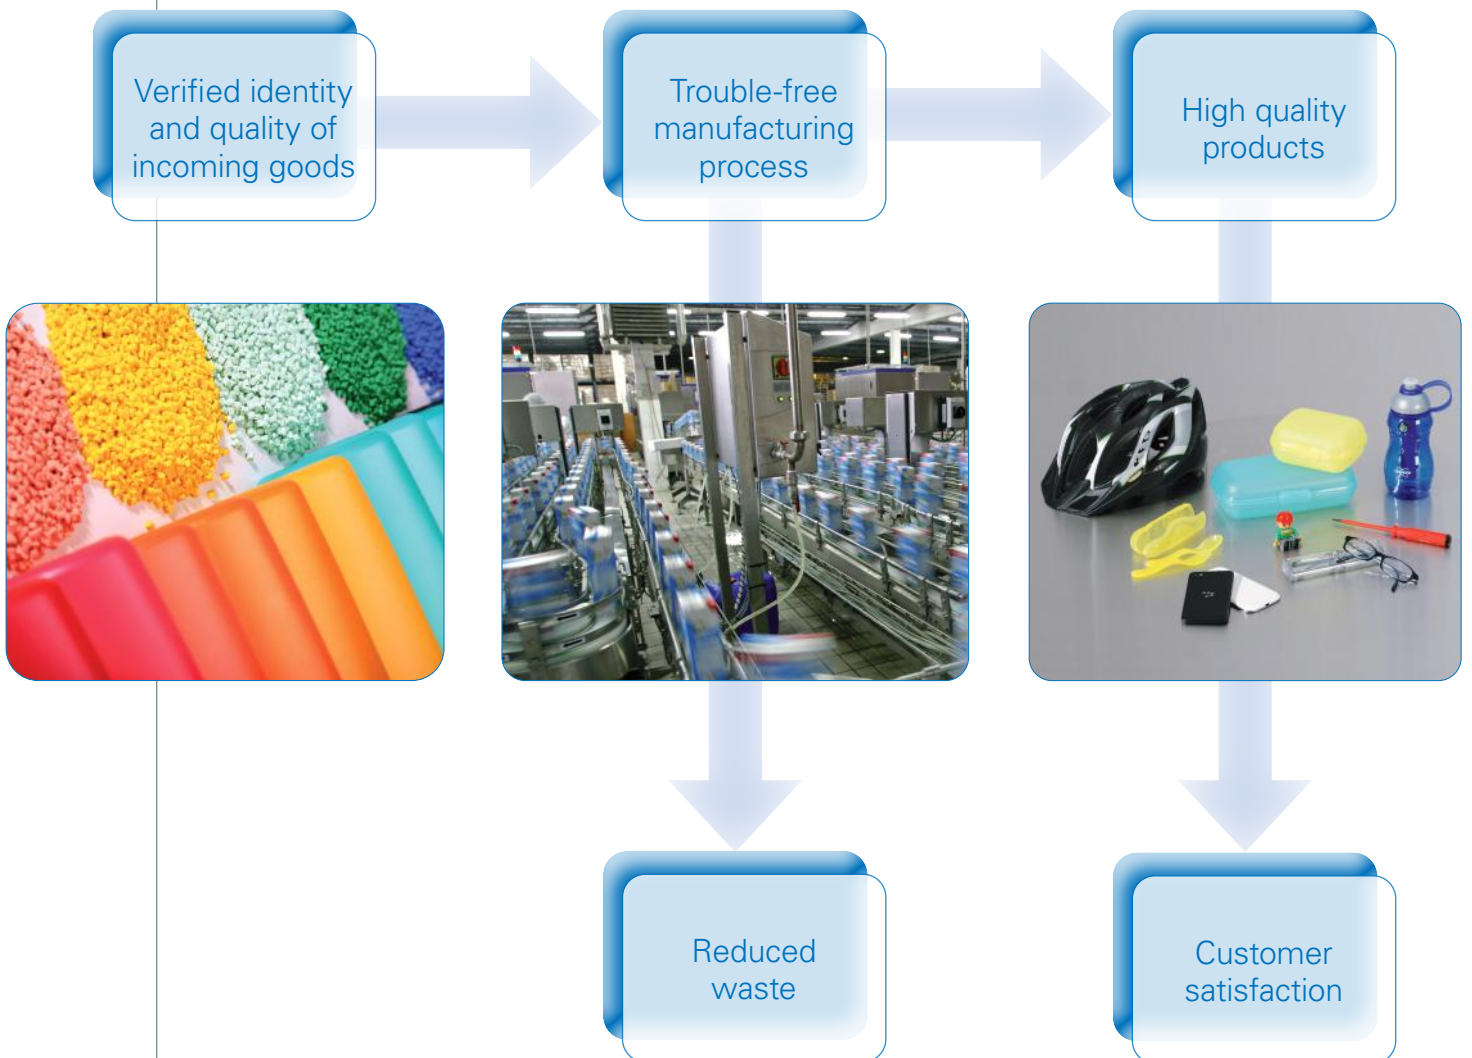 Verified identity
and quality of
incoming goods
Trouble-free
manufacturing
process
High quality
products
Reduced
waste
Customer
satisfaction